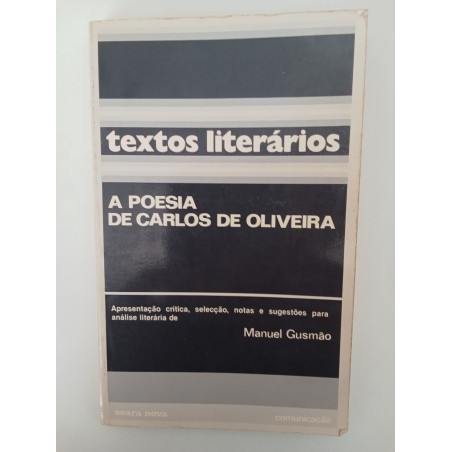 textos literários
A POESIA
DE CARLOS DE OLIVEIRA
Apresentação crítica, selecção, notas e sugestões para
análise literária de
Manuel Gusmão
seara nova
comunicação